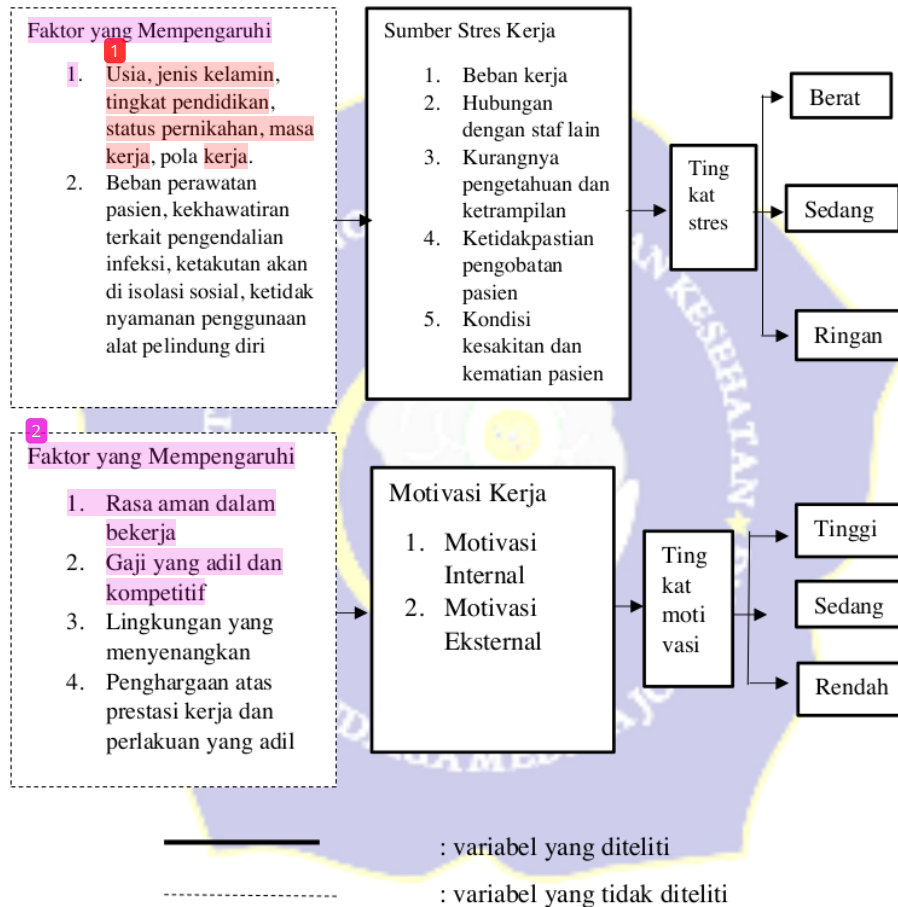 Faktor yang Mempengaruhi
1
1. Usia, jenis kelamin,
tingkat pendidikan,
status pernikahan, masa
kerja, pola kerja.
2. Beban perawatan
pasien, kekhawatiran
terkait pengendalian
infeksi, ketakutan akan
di isolasi sosial, ketidak
nyamanan penggunaan
alat pelindung diri
Sumber Stres Kerja
1. Beban kerja
2. Hubungan
dengan staf lain
3. Kurangnya
pengetahuan dan
ketrampilan
4. Ketidakpastian
pengobatan
pasien
5. Kondisi
kesakitan dan
kematian pasien
Ting
kat
stres
Berat
Sedang
Ringan
2
Faktor yang Mempengaruhi
1. Rasa aman dalam
bekerja
2. Gaji yang adil dan
kompetitif
3. Lingkungan yang
menyenangkan
4. Penghargaan atas
prestasi kerja dan
perlakuan yang adil
Motivasi Kerja
1. Motivasi
Internal
2. Motivasi
Eksternal
Ting
kat
moti
vasi
Tinggi
Sedang
Rendah
KESEHATAN
: variabel yang diteliti
: variabel yang tidak diteliti